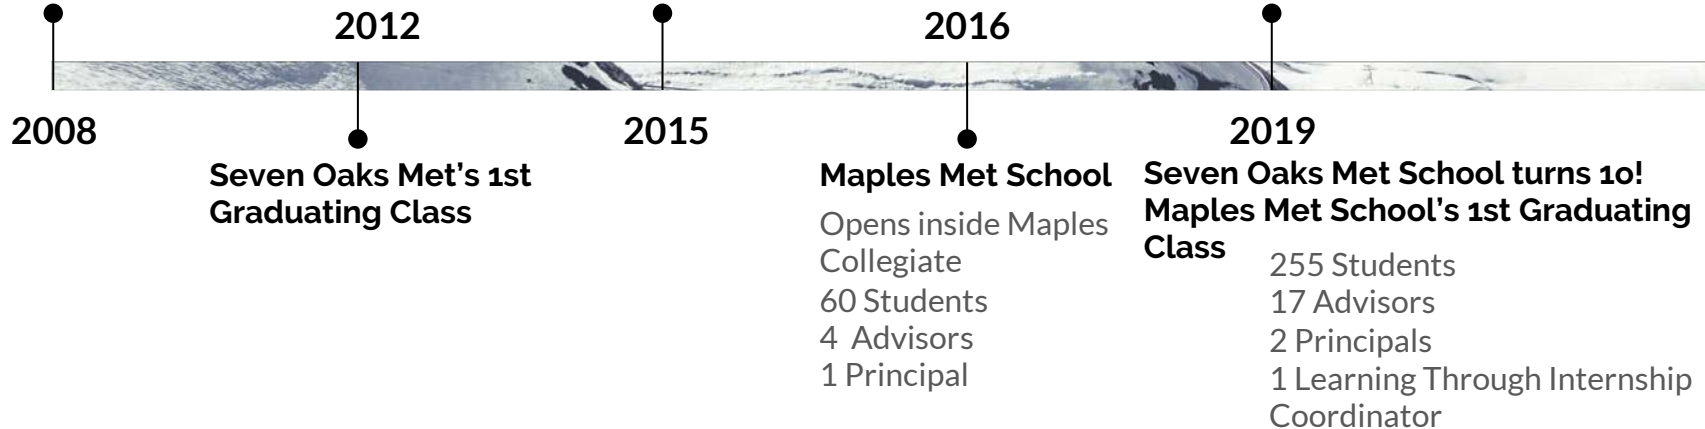 2012
2016
2008
2015
2019
Seven Oaks Met’s 1st
Graduating Class
Maples Met School
Opens inside Maples
Collegiate
60 Students
4  Advisors
1 Principal
Seven Oaks Met School turns 10!
Maples Met School’s 1st Graduating
Class
255 Students
17 Advisors
2 Principals
1 Learning Through Internship
Coordinator